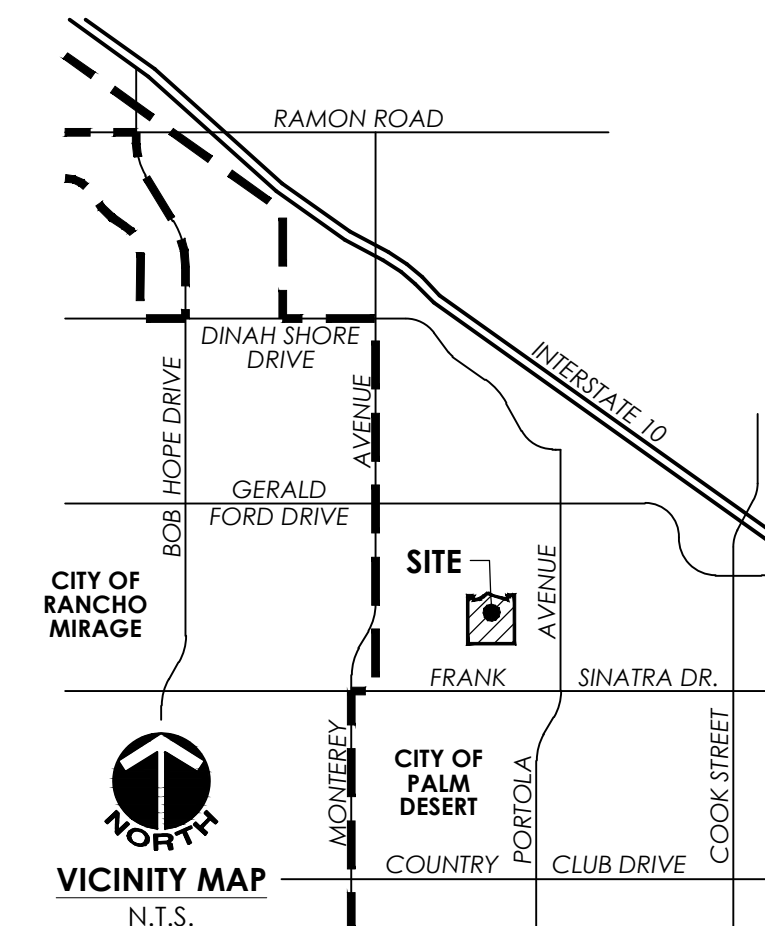 RAMON ROAD
DINAH SHORE
DRIVE
INTERSTATE 10
BOB HOPE DRIVE
AVENUE
GERALD
FORD DRIVE
SITE
AVENUE
CITY OF
RANCHO
MIRAGE
FRANK SINATRA DR.
MONTEREY
CITY OF
PALM
DESERT
PORTOLA
COOK STREET
NORTH
COUNTRY CLUB DRIVE
VICINITY MAP
N.T.S.